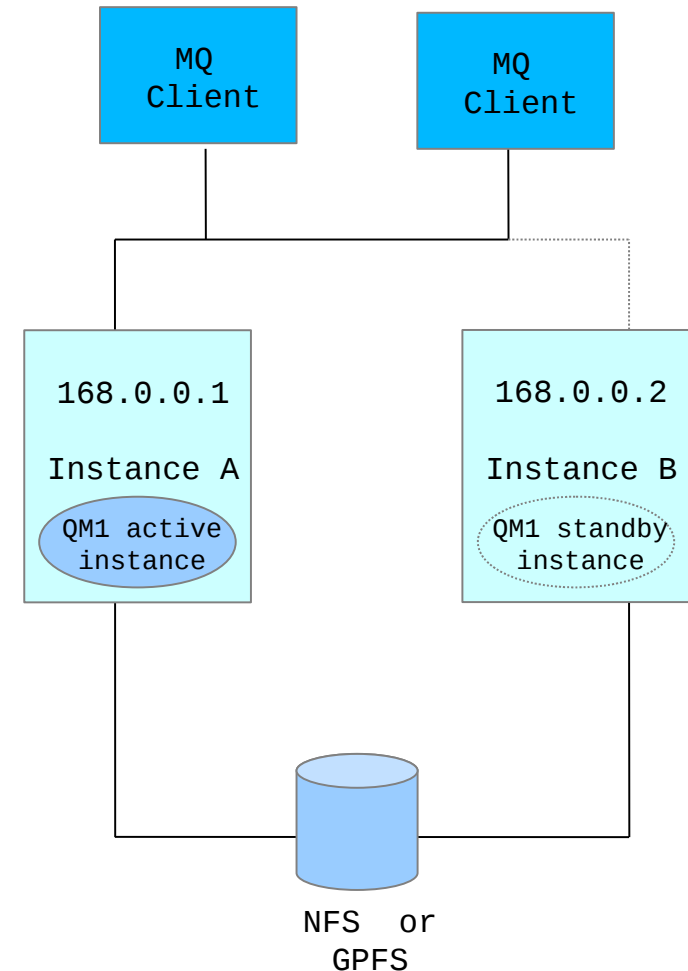 MQ
Client
MQ
Client
168.0.0.1
Instance A
QM1 active
instance
168.0.0.2
Instance B
QM1 standby
instance
NFS or
GPFS